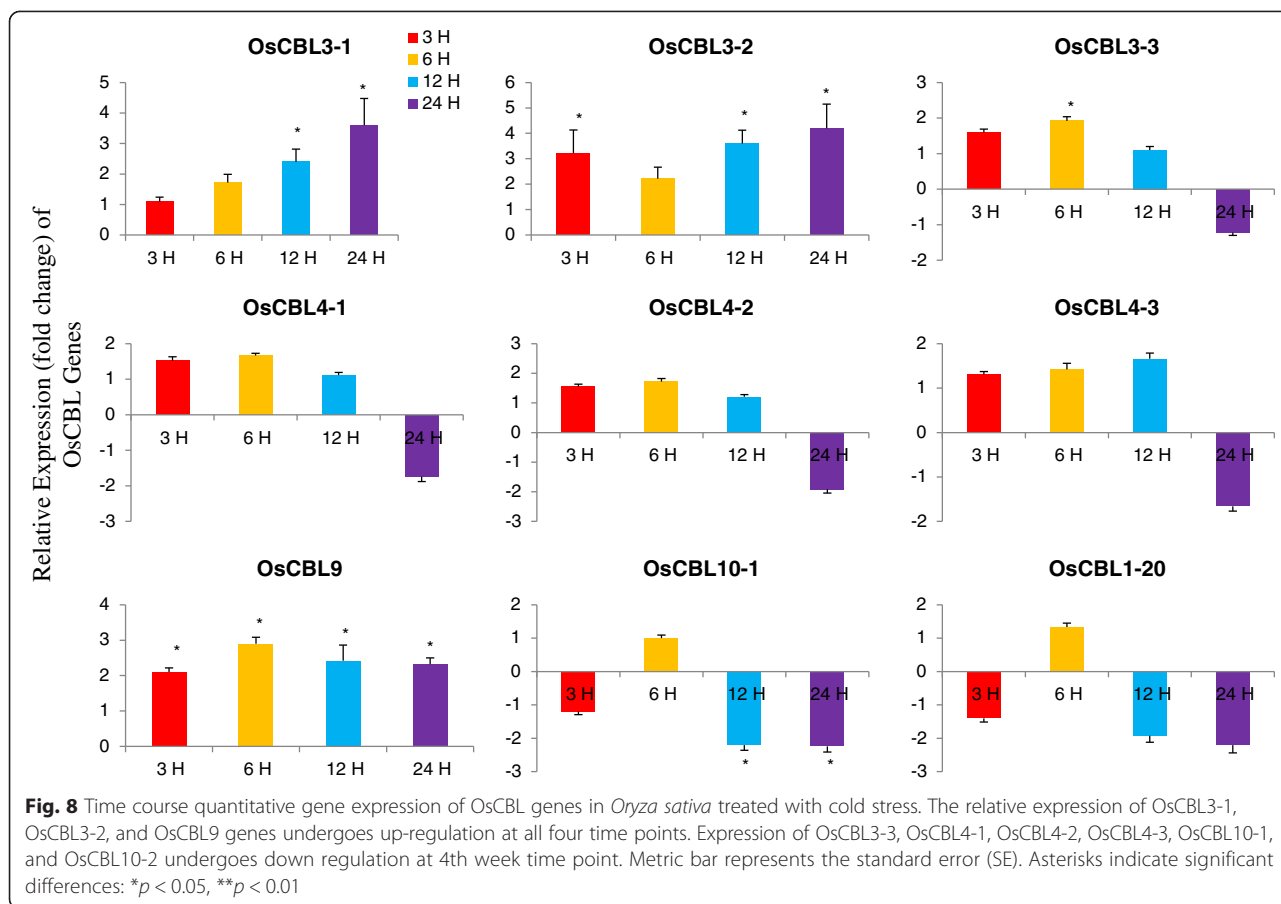 OsCBL3-1
3 H
6 H
12 H
24 H
5
4
3
2
1
0
*
*
3 H 6 H 12 H 24 H
OsCBL3-2
6
5
4
3
2
1
0
*
*
*
3 H 6 H 12 H 24 H
OsCBL3-3
3
2
1
0
-1
-2
*
3 H 6 H 12 H 24 H
Relative Expression (fold change) of
OsCBL Genes
OsCBL4-1
2
1
0
-1
-2
-3
3 H 6 H 12 H 24 H
OsCBL4-2
3
2
1
0
-1
-2
-3
3 H 6 H 12 H 24 H
OsCBL4-3
2
1
0
-1
-2
3 H 6 H 12 H 24 H
OsCBL9
4
3
2
1
0
*
*
*
*
3 H 6 H 12 H 24 H
OsCBL10-1
2
1
0
-1
-2
-3
3 H 6 H 12 H 24 H
*
*
OsCBL1-20
2
1
0
-1
-2
-3
3 H 6 H 12 H 24 H
Fig. 8 Time course quantitative gene expression of OsCBL genes in Oryza sativa treated with cold stress. The relative expression of OsCBL3-1,
OsCBL3-2, and OsCBL9 genes undergoes up-regulation at all four time points. Expression of OsCBL3-3, OsCBL4-1, OsCBL4-2, OsCBL4-3, OsCBL10-1,
and OsCBL10-2 undergoes down regulation at 4th week time point. Metric bar represents the standard error (SE). Asterisks indicate significant
differences: *p < 0.05, **p < 0.01